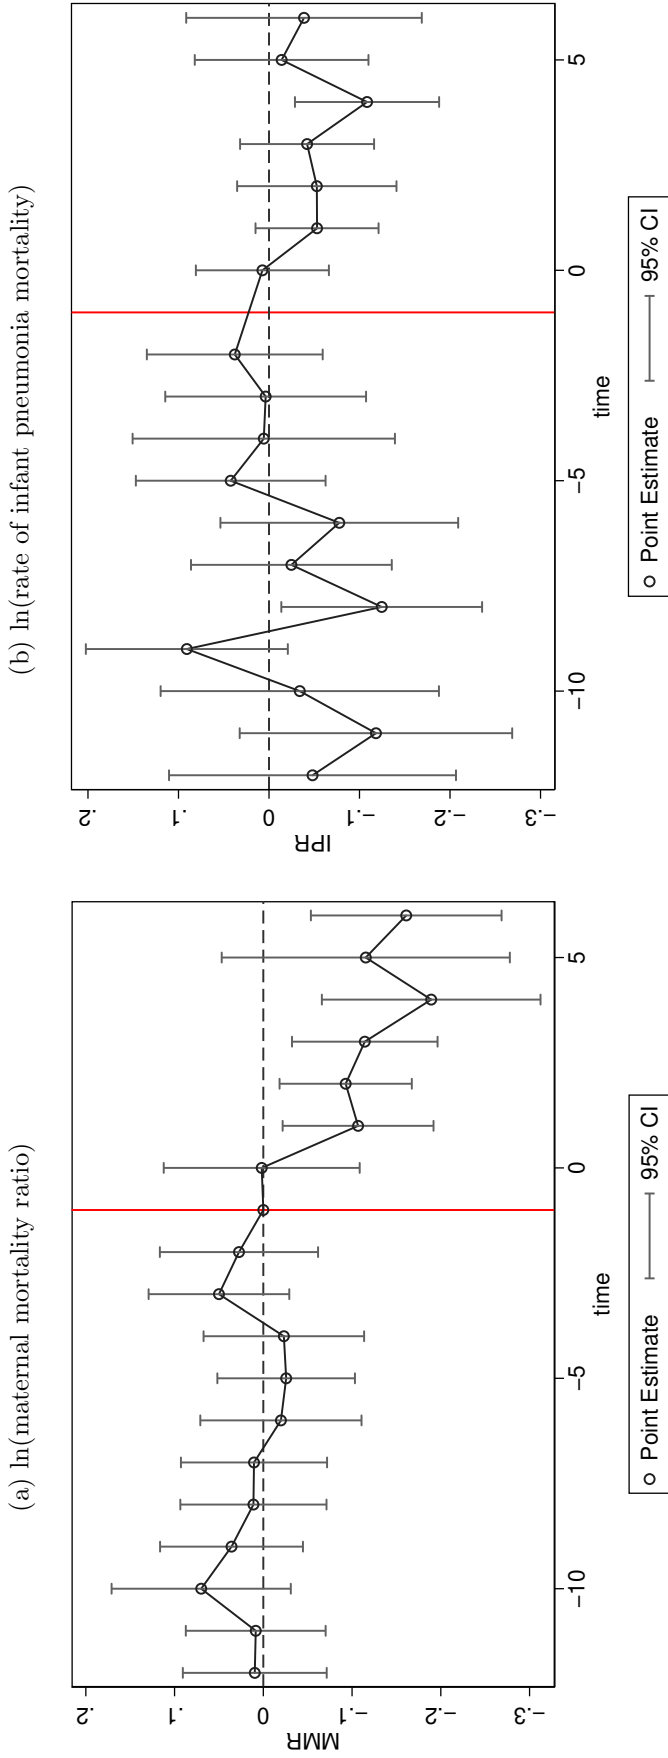 (a) ln(maternal mortality ratio)
MMR
.2
.1
0
−.1
−.2
−.3
−10
−5
0
5
time
Point Estimate
95% CI
(b) ln(rate of infant pneumonia mortality)
IPR
.2
.1
0
−.1
−.2
−.3
−10
−5
0
5
time
Point Estimate
95% CI